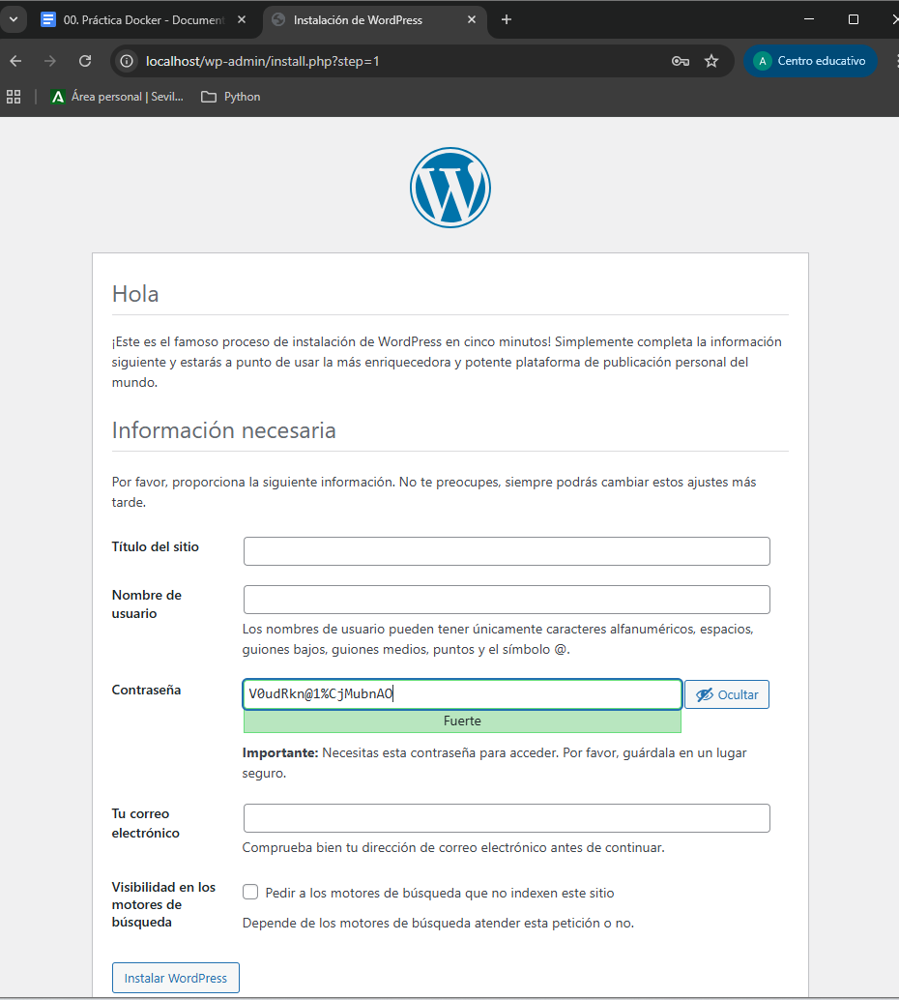 00. Práctica Docker - Document
Instalación de WordPress
localhost/wp-admin/install.php?step=1
A
Centro educativo
Área personal | Sevil...
Python
Hola
¡Este es el famoso proceso de instalación de WordPress en cinco minutos! Simplemente completa la información
siguiente y estarás a punto de usar la más enriquecedora y potente plataforma de publicación personal del
mundo.
Información necesaria
Por favor, proporciona la siguiente información. No te preocupes, siempre podrás cambiar estos ajustes más
tarde.
Título del sitio
Nombre de
usuario
Los nombres de usuario pueden tener únicamente caracteres alfanuméricos, espacios,
guiones bajos, guiones medios, puntos y el símbolo @.
Contraseña
V0udRkn@1%CjMubnAO
Ocultar
Fuerte
Importante: Necesitas esta contraseña para acceder. Por favor, guárdala en un lugar
seguro.
Tu correo
electrónico
Comprueba bien tu dirección de correo electrónico antes de continuar.
Visibilidad en los
motores de
búsqueda
Pedir a los motores de búsqueda que no indexen este sitio
Depende de los motores de búsqueda atender esta petición o no.
Instalar WordPress